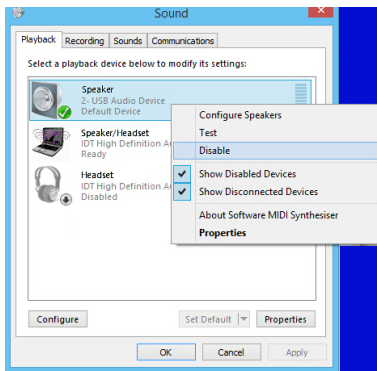 Sound
Playback Recording Sounds Communications
Select a playback device below to modify its settings:
Speaker
2- USB Audio Device
Default Device
Speaker/Headset
IDT High Definition
Ready
Headset
IDT High Definition
Disabled
Configure Speakers
Test
Disable
Show Disabled Devices
Show Disconnected Devices
About Software MIDI Synthesiser
Properties
Configure Set Default Properties
OK Cancel Apply